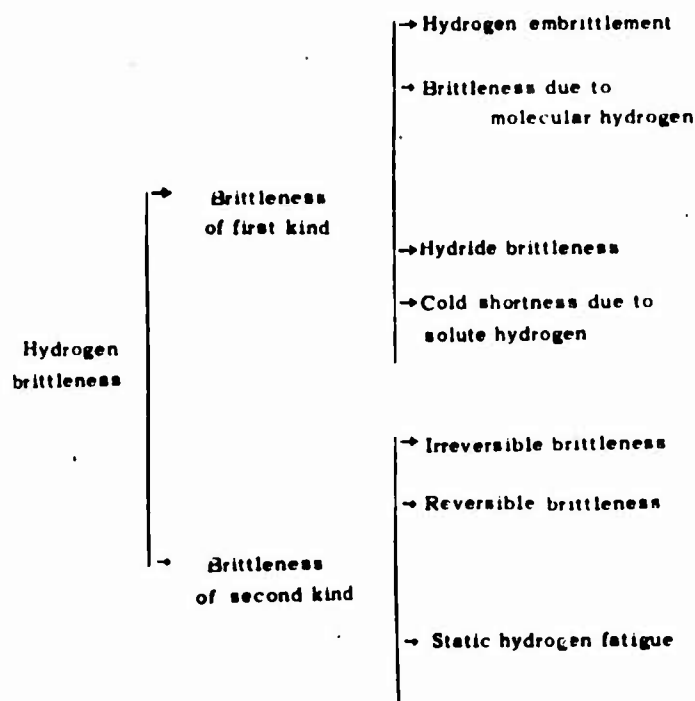 Hydrogen embrittlement
Brittleness due to
molecular hydrogen
Brittleness
of first kind
Hydride brittleness
Cold shortness due to
solute hydrogen
Hydrogen
brittleness
Irreversible brittleness
Reversible brittleness
Brittleness
of second kind
Static hydrogen fatigue